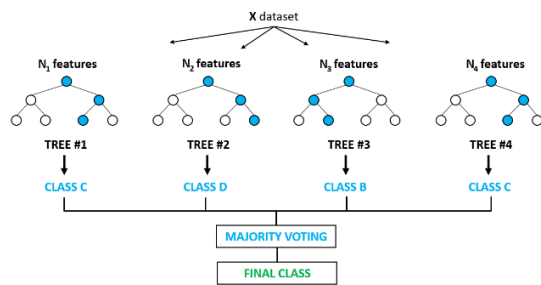 X dataset
N₁ features N₂ features N₃ features N₄ features
TREE #1 TREE #2 TREE #3 TREE #4
CLASS C CLASS D CLASS B CLASS C
MAJORITY VOTING
FINAL CLASS